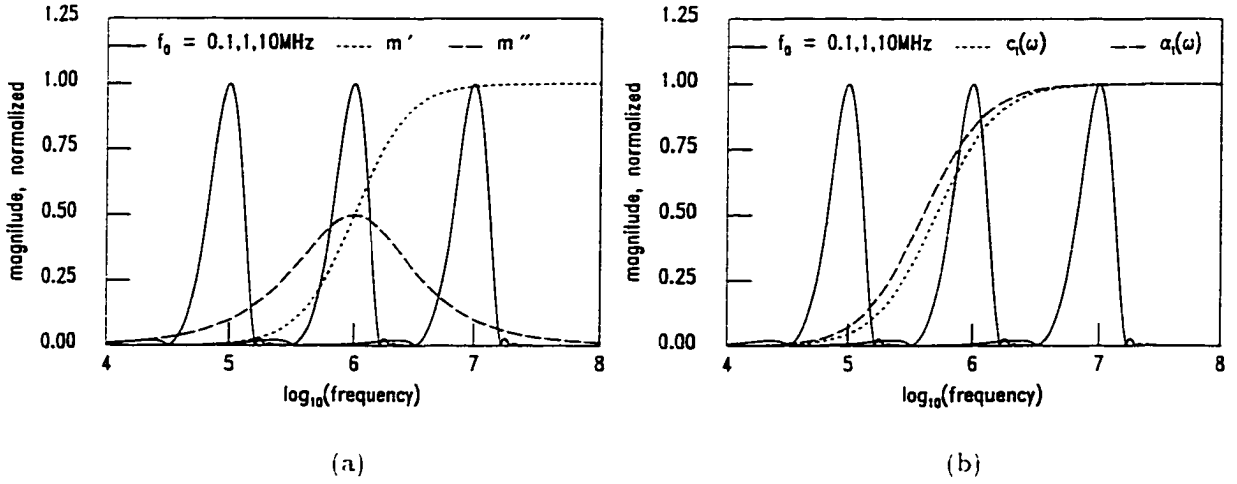 1.25
f₀ = 0.1,1,10MHz m′ m″
1.00
0.75
0.50
0.25
0.00
magnitude, normalized
4 5 6 7 8
log₁₀(frequency)
(a)
1.25
f₀ = 0.1,1,10MHz c₁(ω) α₁(ω)
1.00
0.75
0.50
0.25
0.00
magnitude, normalized
4 5 6 7 8
log₁₀(frequency)
(b)